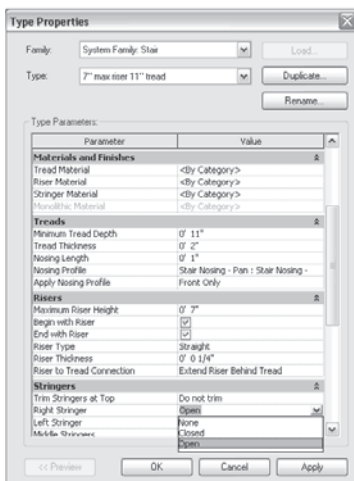 Type Properties
Family: System Family: Stair Load...
Type: 7" max riser 11" tread Duplicate...
Rename...
Type Parameters:
Parameter Value
Materials and Finishes
Tread Material <By Category>
Riser Material <By Category>
Stringer Material <By Category>
Monolithic Material <By Category>
Treads
Minimum Tread Depth 0' 11"
Tread Thickness 0' 2"
Nosing Length 0' 1"
Nosing Profile Stair Nosing - Pan : Stair Nosing -
Apply Nosing Profile Front Only
Risers
Maximum Riser Height 0' 7"
Begin with Riser
End with Riser
Riser Type Straight
Riser Thickness 0' 0 1/4"
Riser to Tread Connection Extend Riser Behind Tread
Stringers
Trim Stringers at Top Do not trim
Right Stringer Open
Left Stringer None
Middle Stringers Closed
Open
<< Preview OK Cancel Apply